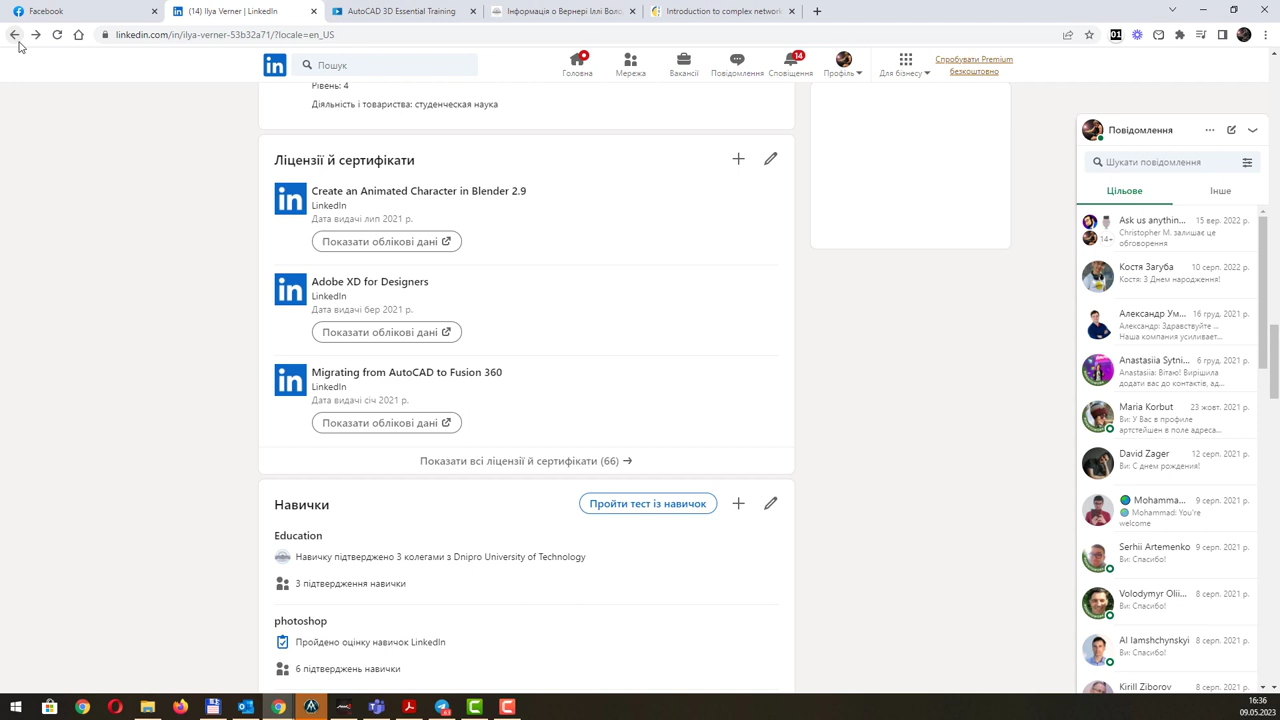 Facebook
(14) Ilya Verner | LinkedIn
AutoCAD 3D Essential Training
Інформація о Вернері Іллі Воло
Introduction to complex network
linkedin.com/in/ilya-verner-53b32a71/?locale=en_US
Пошук
Головна
Мережа
Вакансії
Повідомлення
14
Сповіщення
Профіль
Для бізнесу
Спробувати Premium
безкоштовно
Рівень: 4
Діяльність і товариства: студенческая наука
Ліцензії й сертифікати
Create an Animated Character in Blender 2.9
LinkedIn
Дата видачі лип 2021 р.
Показати облікові дані
Adobe XD for Designers
LinkedIn
Дата видачі бер 2021 р.
Показати облікові дані
Migrating from AutoCAD to Fusion 360
LinkedIn
Дата видачі січ 2021 р.
Показати облікові дані
Показати всі ліцензії й сертифікати (66)
Навички
Пройти тест із навичок
Education
Навичку підтверджено 3 колегами з Dnipro University of Technology
3 підтвердження навички
photoshop
Пройдено оцінку навичок LinkedIn
6 підтверджень навички
Повідомлення
Шукати повідомлення
Цільове
Інше
Ask us anythin... 15 вер. 2022 р.
Christopher M. залишає це
обговорення
14+
Костя Загуба 10 серп. 2022 р.
Костя: З Днем народження!
Александр Ум... 16 груд. 2021 р.
Александр: Здравствуйте ...
Наша компания усиливает...
Anastasiia Sytni... 6 груд. 2021 р.
Anastasiia: Вітаю! Вирішила
додати вас до контактів, ад...
Maria Korbut 23 жовт. 2021 р.
Ви: У Вас в профиле
артстейшен в поле адреса...
David Zager 12 серп. 2021 р.
Ви: С днем рождения!
Mohamma... 9 серп. 2021 р.
Mohammad: You're
welcome
Serhii Artemenko 9 серп. 2021 р.
Ви: Спасибо!
Volodymyr Olii... 8 серп. 2021 р.
Ви: Спасибо!
Al Iamshchynskyi 8 серп. 2021 р.
Ви: Спасибо!
Kirill Ziborov 8 серп. 2021 р.
16:36
09.05.2023